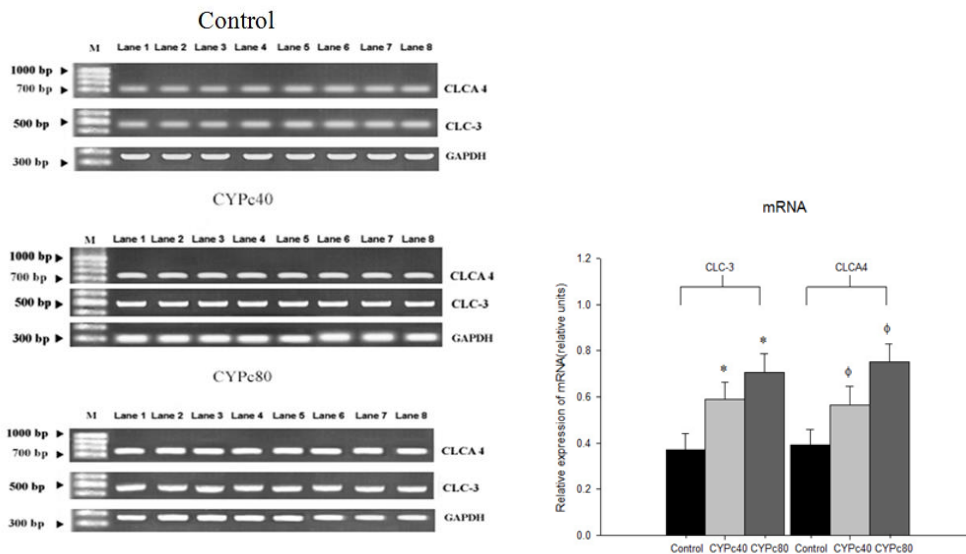 Control
M Lane 1 Lane 2 Lane 3 Lane 4 Lane 5 Lane 6 Lane 7 Lane 8
1000 bp
700 bp CLCA 4
500 bp CLC-3
300 bp GAPDH
CYPc40
M Lane 1 Lane 2 Lane 3 Lane 4 Lane 5 Lane 6 Lane 7 Lane 8
1000 bp
700 bp CLCA 4
500 bp CLC-3
300 bp GAPDH
CYPc80
M Lane 1 Lane 2 Lane 3 Lane 4 Lane 5 Lane 6 Lane 7 Lane 8
1000 bp
700 bp CLCA 4
500 bp CLC-3
300 bp GAPDH
mRNA
Relative expression of mRNA(relative units)
1.2
1.0
0.8
0.6
0.4
0.2
0.0
CLC-3 CLCA4
* * ϕ ϕ
Control CYPc40 CYPc80 Control CYPc40 CYPc80